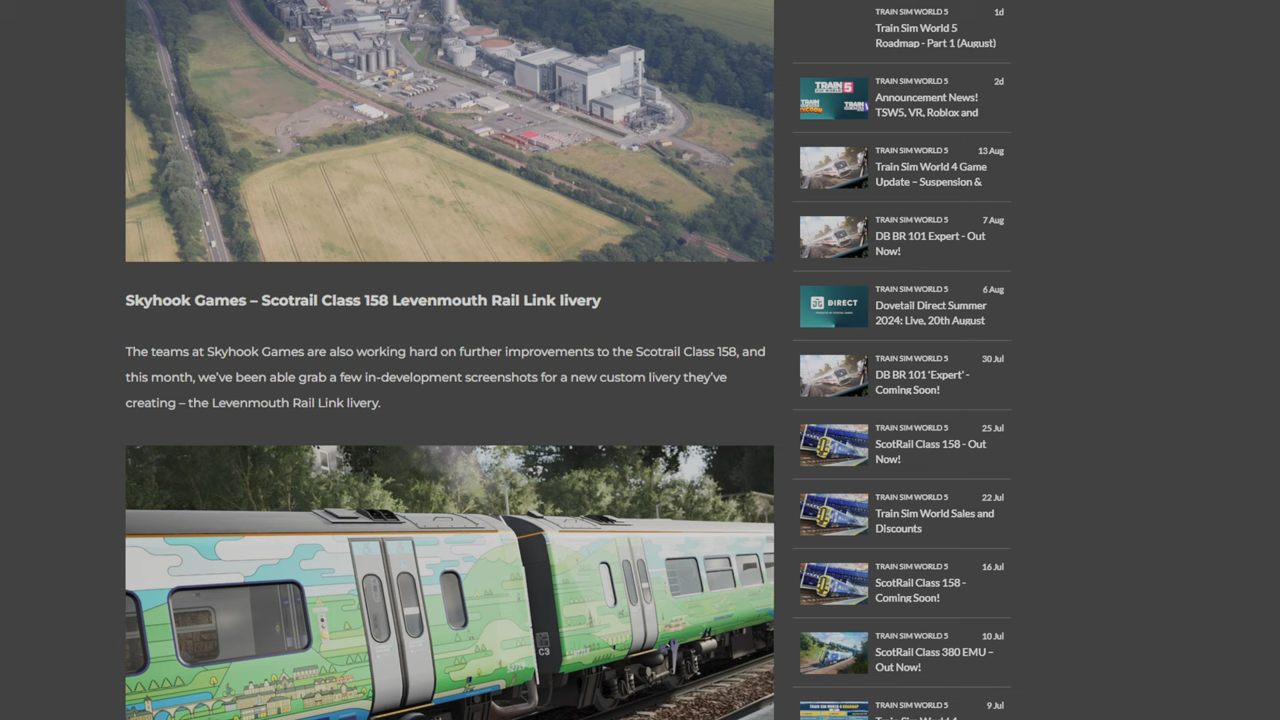 Skyhook Games – Scotrail Class 158 Levenmouth Rail Link livery
The teams at Skyhook Games are also working hard on further improvements to the Scotrail Class 158, and
this month, we've been able grab a few in-development screenshots for a new custom livery they've
creating – the Levenmouth Rail Link livery.
C3
TRAIN SIM WORLD 5 1d
Train Sim World 5
Roadmap - Part 1 (August)
TRAIN SIM WORLD 5 2d
Announcement News!
TSW5, VR, Roblox and
TRAIN SIM WORLD 5 13 Aug
Train Sim World 4 Game
Update – Suspension &
TRAIN SIM WORLD 5 7 Aug
DB BR 101 Expert - Out
Now!
DIRECT
TRAIN SIM WORLD 5 6 Aug
Dovetail Direct Summer
2024: Live, 20th August
TRAIN SIM WORLD 5 30 Jul
DB BR 101 'Expert' -
Coming Soon!
TRAIN SIM WORLD 5 25 Jul
ScotRail Class 158 - Out
Now!
TRAIN SIM WORLD 5 22 Jul
Train Sim World Sales and
Discounts
TRAIN SIM WORLD 5 16 Jul
ScotRail Class 158 -
Coming Soon!
TRAIN SIM WORLD 5 10 Jul
ScotRail Class 380 EMU –
Out Now!
TRAIN SIM WORLD 5 9 Jul
Train Sim World 4